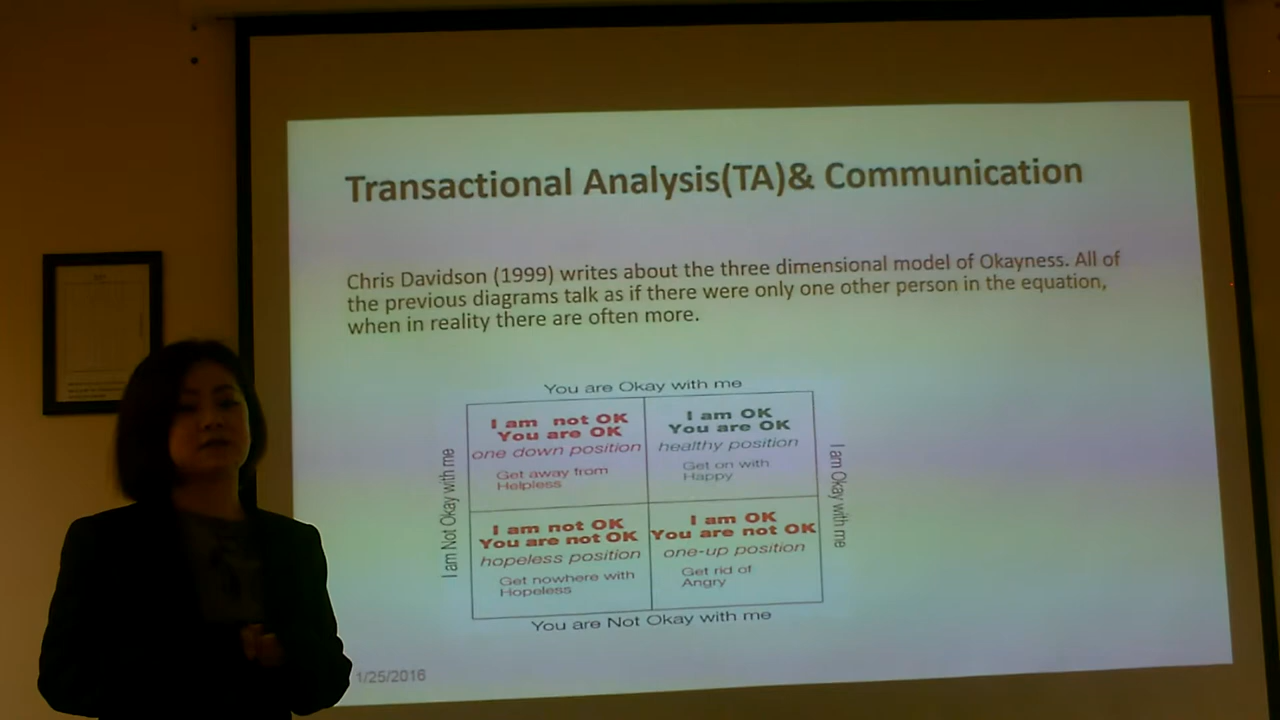 Transactional Analysis(TA)& Communication
Chris Davidson (1999) writes about the three dimensional model of Okayness. All of
the previous diagrams talk as if there were only one other person in the equation,
when in reality there are often more.
You are Okay with me
I am not OK
You are OK
one down position
Get away from
Helpless
I am OK
You are OK
healthy position
Get on with
Happy
I am Not Okay with me
I am Okay with me
I am not OK
You are not OK
hopeless position
Get nowhere with
Hopeless
I am OK
You are not OK
one-up position
Get rid of
Angry
You are Not Okay with me
1/25/2016